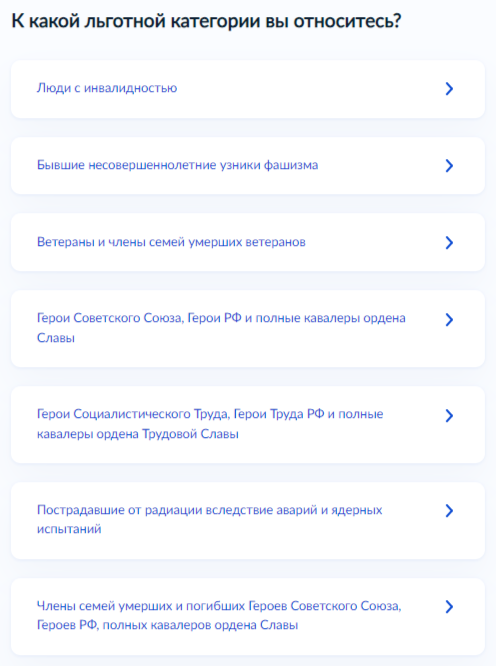 К какой льготной категории вы относитесь?
Люди с инвалидностью
Бывшие несовершеннолетние узники фашизма
Ветераны и члены семей умерших ветеранов
Герои Советского Союза, Герои РФ и полные кавалеры ордена
Славы
Герои Социалистического Труда, Герои Труда РФ и полные
кавалеры ордена Трудовой Славы
Пострадавшие от радиации вследствие аварий и ядерных
испытаний
Члены семей умерших и погибших Героев Советского Союза,
Героев РФ, полных кавалеров ордена Славы